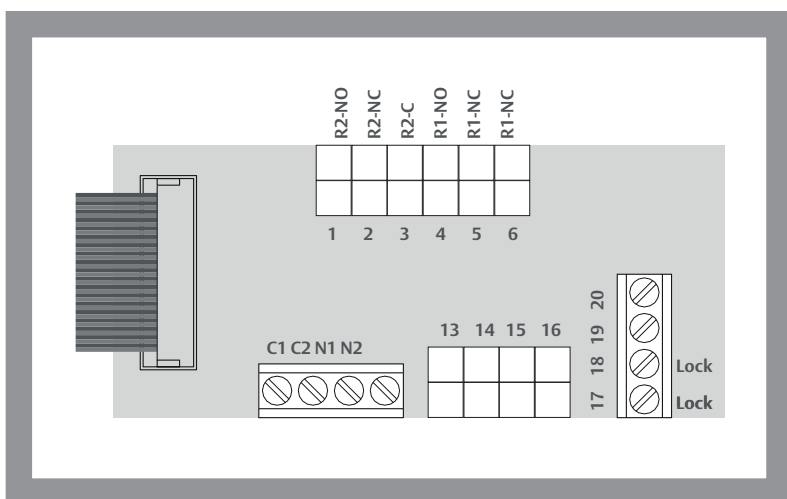 R2-NO
R2-NC
R2-C
R1-NO
R1-NC
R1-NC
1 2 3 4 5 6
20
19
18 Lock
17 Lock
13 14 15 16
C1 C2 N1 N2